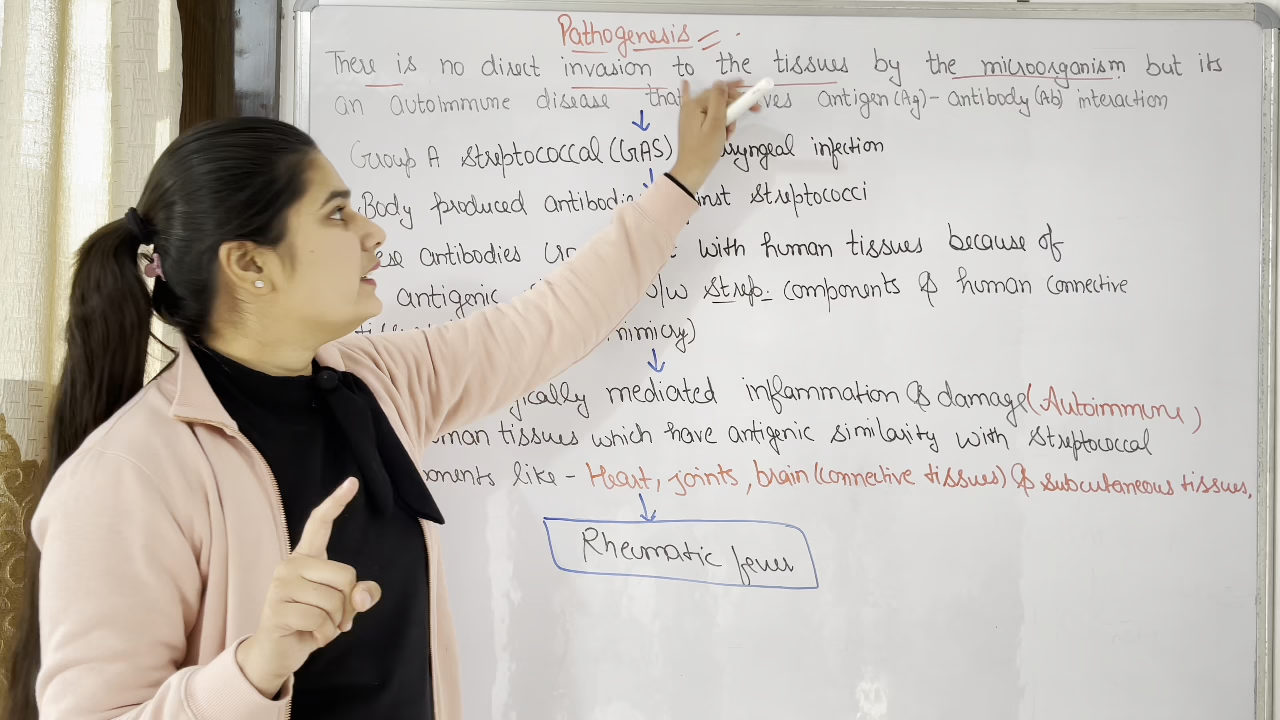 Pathogenesis
There is no direct invasion to the tissues by the microorganism but its
an autoimmune disease that antigen (Ag) - antibody (Ab) interaction
Group A Streptococcal (GAS) infection
Body produced Streptococci
antibodies with human tissues because of
antigenic b/w Strep. components & human connective
mimicry)
mediated inflammation & damage (Autoimmune)
tissues which have antigenic similarity with Streptococcal
like - Heart, joints, brain (connective tissues) & subcutaneous tissues,
Rheumatic fever